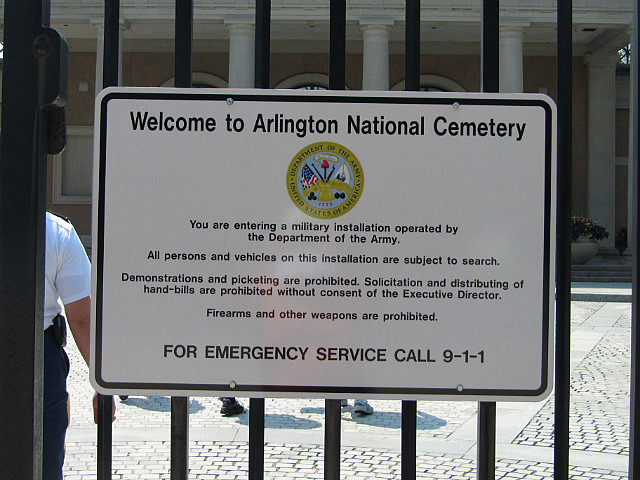 Welcome to Arlington National Cemetery
DEPARTMENT OF THE ARMY
UNITED STATES OF AMERICA
1775
You are entering a military installation operated by
the Department of the Army.
All persons and vehicles on this installation are subject to search.
Demonstrations and picketing are prohibited. Solicitation and distributing of
hand-bills are prohibited without consent of the Executive Director.
Firearms and other weapons are prohibited.
FOR EMERGENCY SERVICE CALL 9-1-1